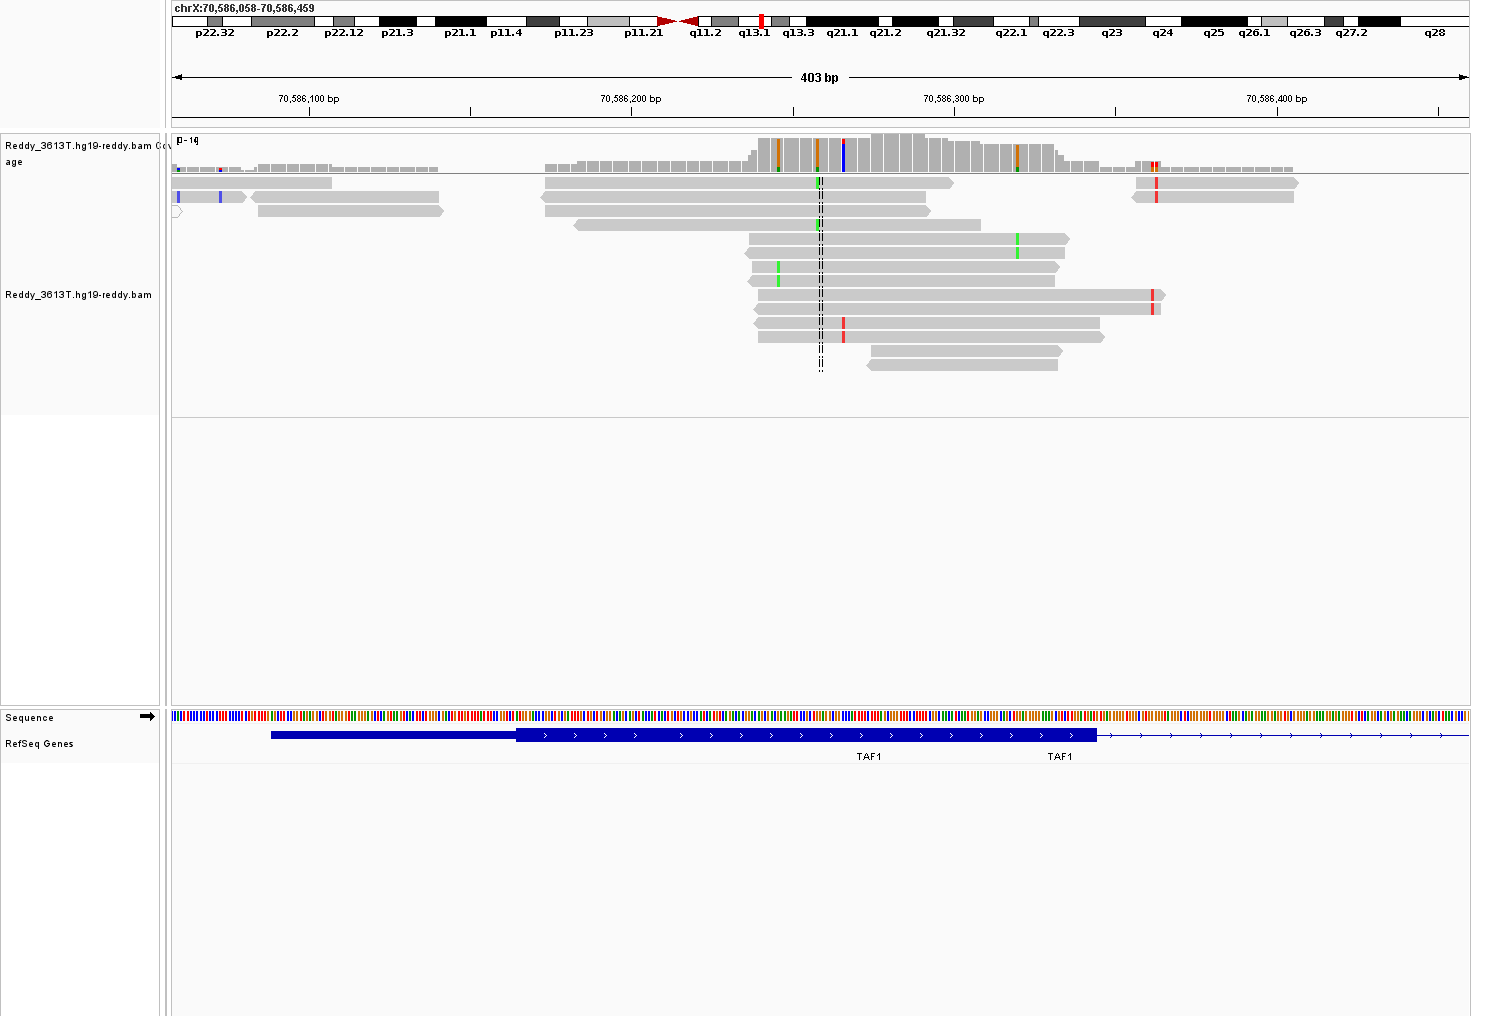 chrX:70,586,058-70,586,459
p22.32 p22.2 p22.12 p21.3 p21.1 p11.4 p11.23 p11.21 q11.2 q13.1 q13.3 q21.1 q21.2 q21.32 q22.1 q22.3 q23 q24 q25 q26.1 q26.3 q27.2 q28
403 bp
70,586,100 bp 70,586,200 bp 70,586,300 bp 70,586,400 bp
Reddy_3613T.hg19-reddy.bam Cov
age
Reddy_3613T.hg19-reddy.bam
Sequence
RefSeq Genes
TAF1 TAF1